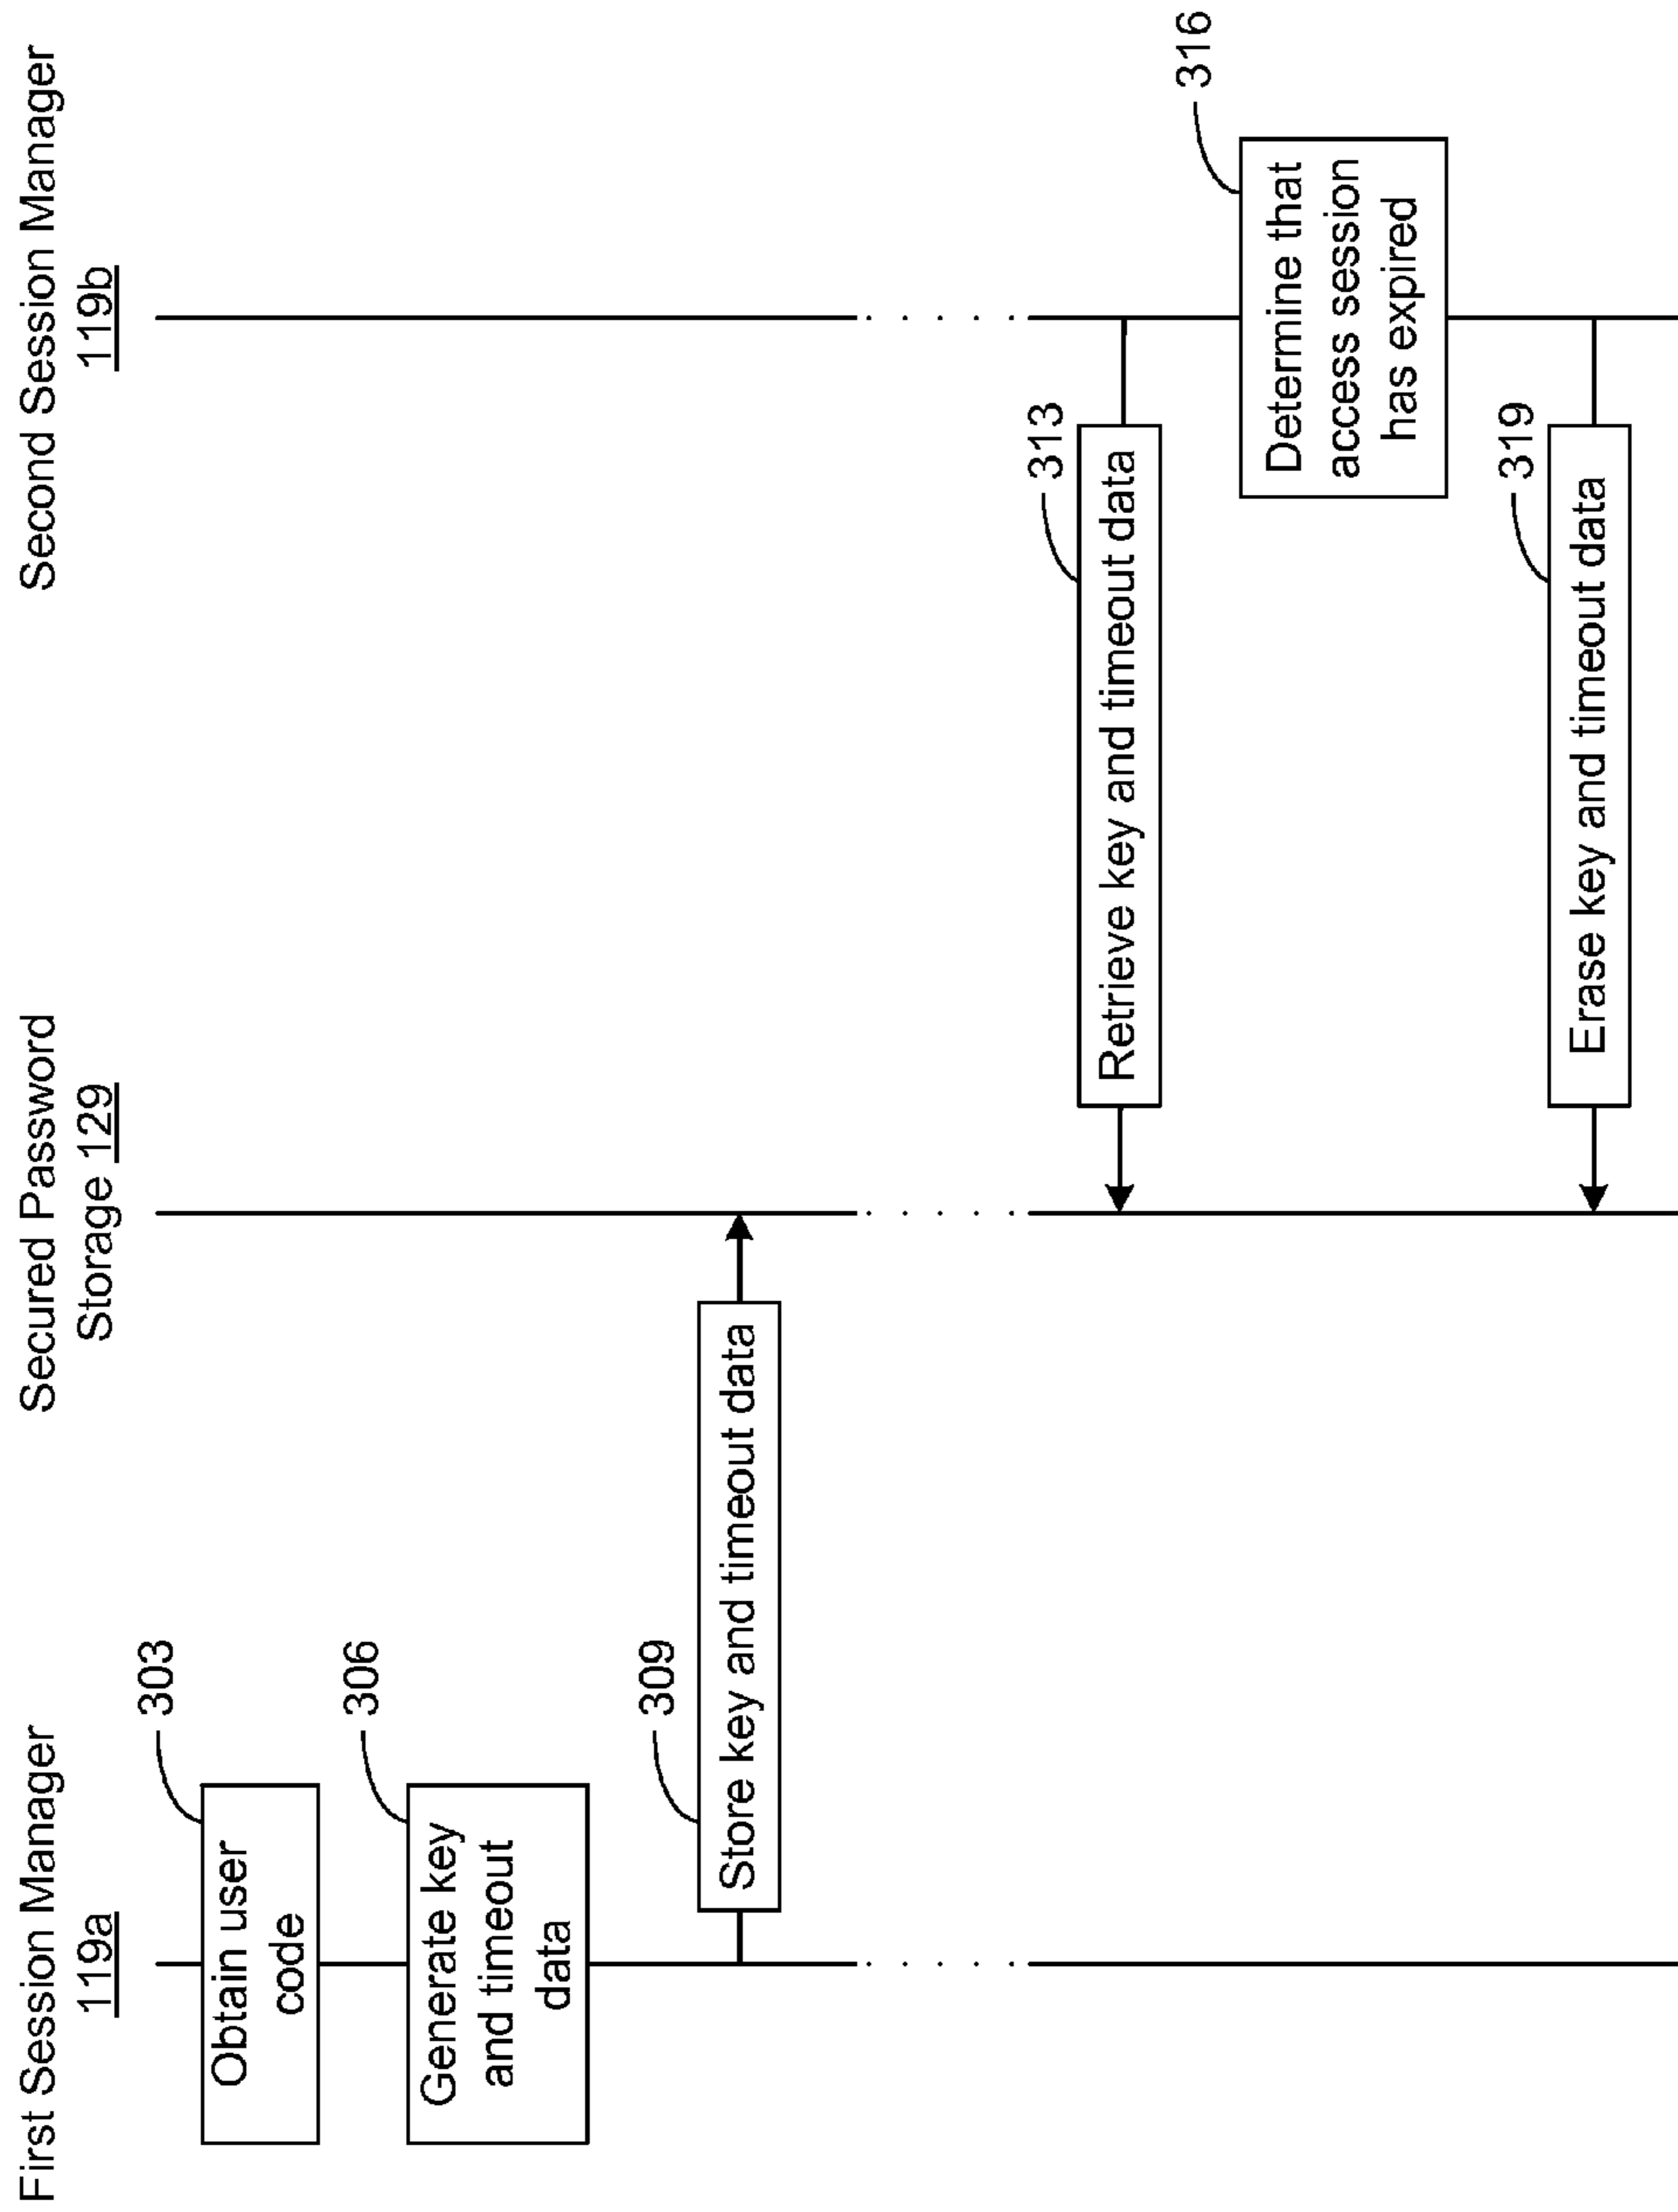 First Session Manager
119a
Secured Password
Storage 129
Second Session Manager
119b
303
Obtain user
code
306
Generate key
and timeout
data
309
Store key and timeout data
313
Retrieve key and timeout data
316
Determine that
access session
has expired
319
Erase key and timeout data